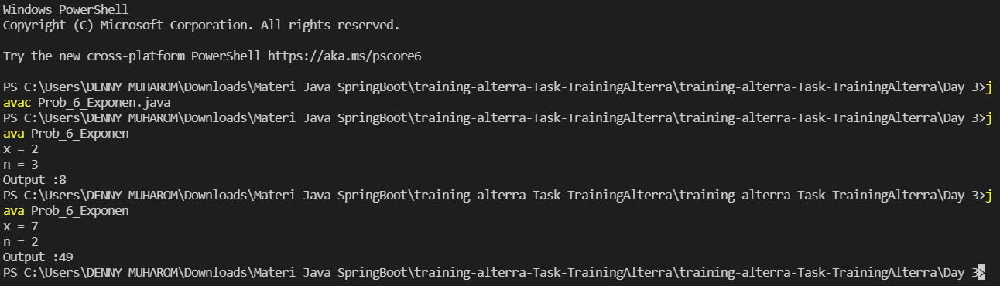 Windows PowerShell
Copyright (C) Microsoft Corporation. All rights reserved.
Try the new cross-platform PowerShell https://aka.ms/pscore6
PS C:\Users\DENNY MUHAROM\Downloads\Materi Java SpringBoot\training-alterra-Task-TrainingAlterra\training-alterra-Task-TrainingAlterra\Day 3>j
avac Prob_6_Exponen.java
PS C:\Users\DENNY MUHAROM\Downloads\Materi Java SpringBoot\training-alterra-Task-TrainingAlterra\training-alterra-Task-TrainingAlterra\Day 3>j
ava Prob_6_Exponen
x = 2
n = 3
Output :8
PS C:\Users\DENNY MUHAROM\Downloads\Materi Java SpringBoot\training-alterra-Task-TrainingAlterra\training-alterra-Task-TrainingAlterra\Day 3>j
ava Prob_6_Exponen
x = 7
n = 2
Output :49
PS C:\Users\DENNY MUHAROM\Downloads\Materi Java SpringBoot\training-alterra-Task-TrainingAlterra\training-alterra-Task-TrainingAlterra\Day 3>